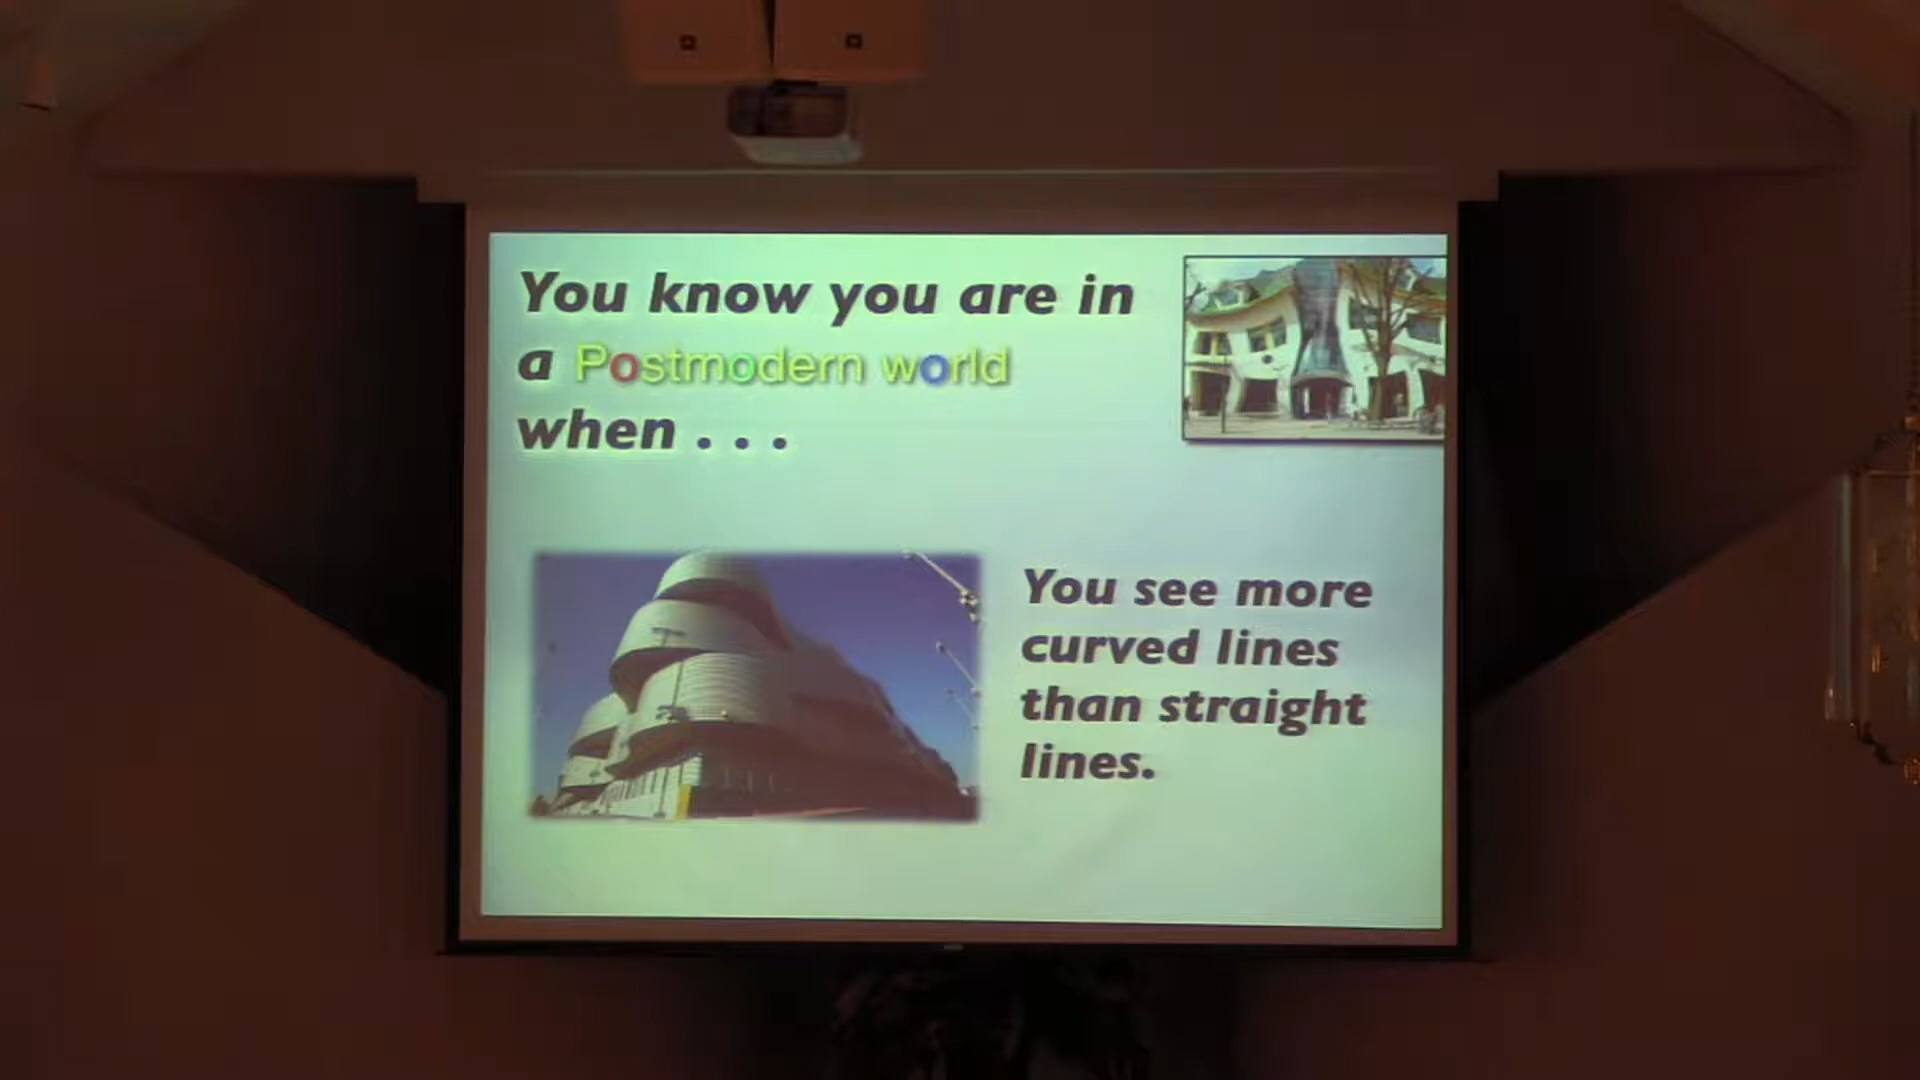 You know you are in
a Postmodern world
when . . .
You see more
curved lines
than straight
lines.